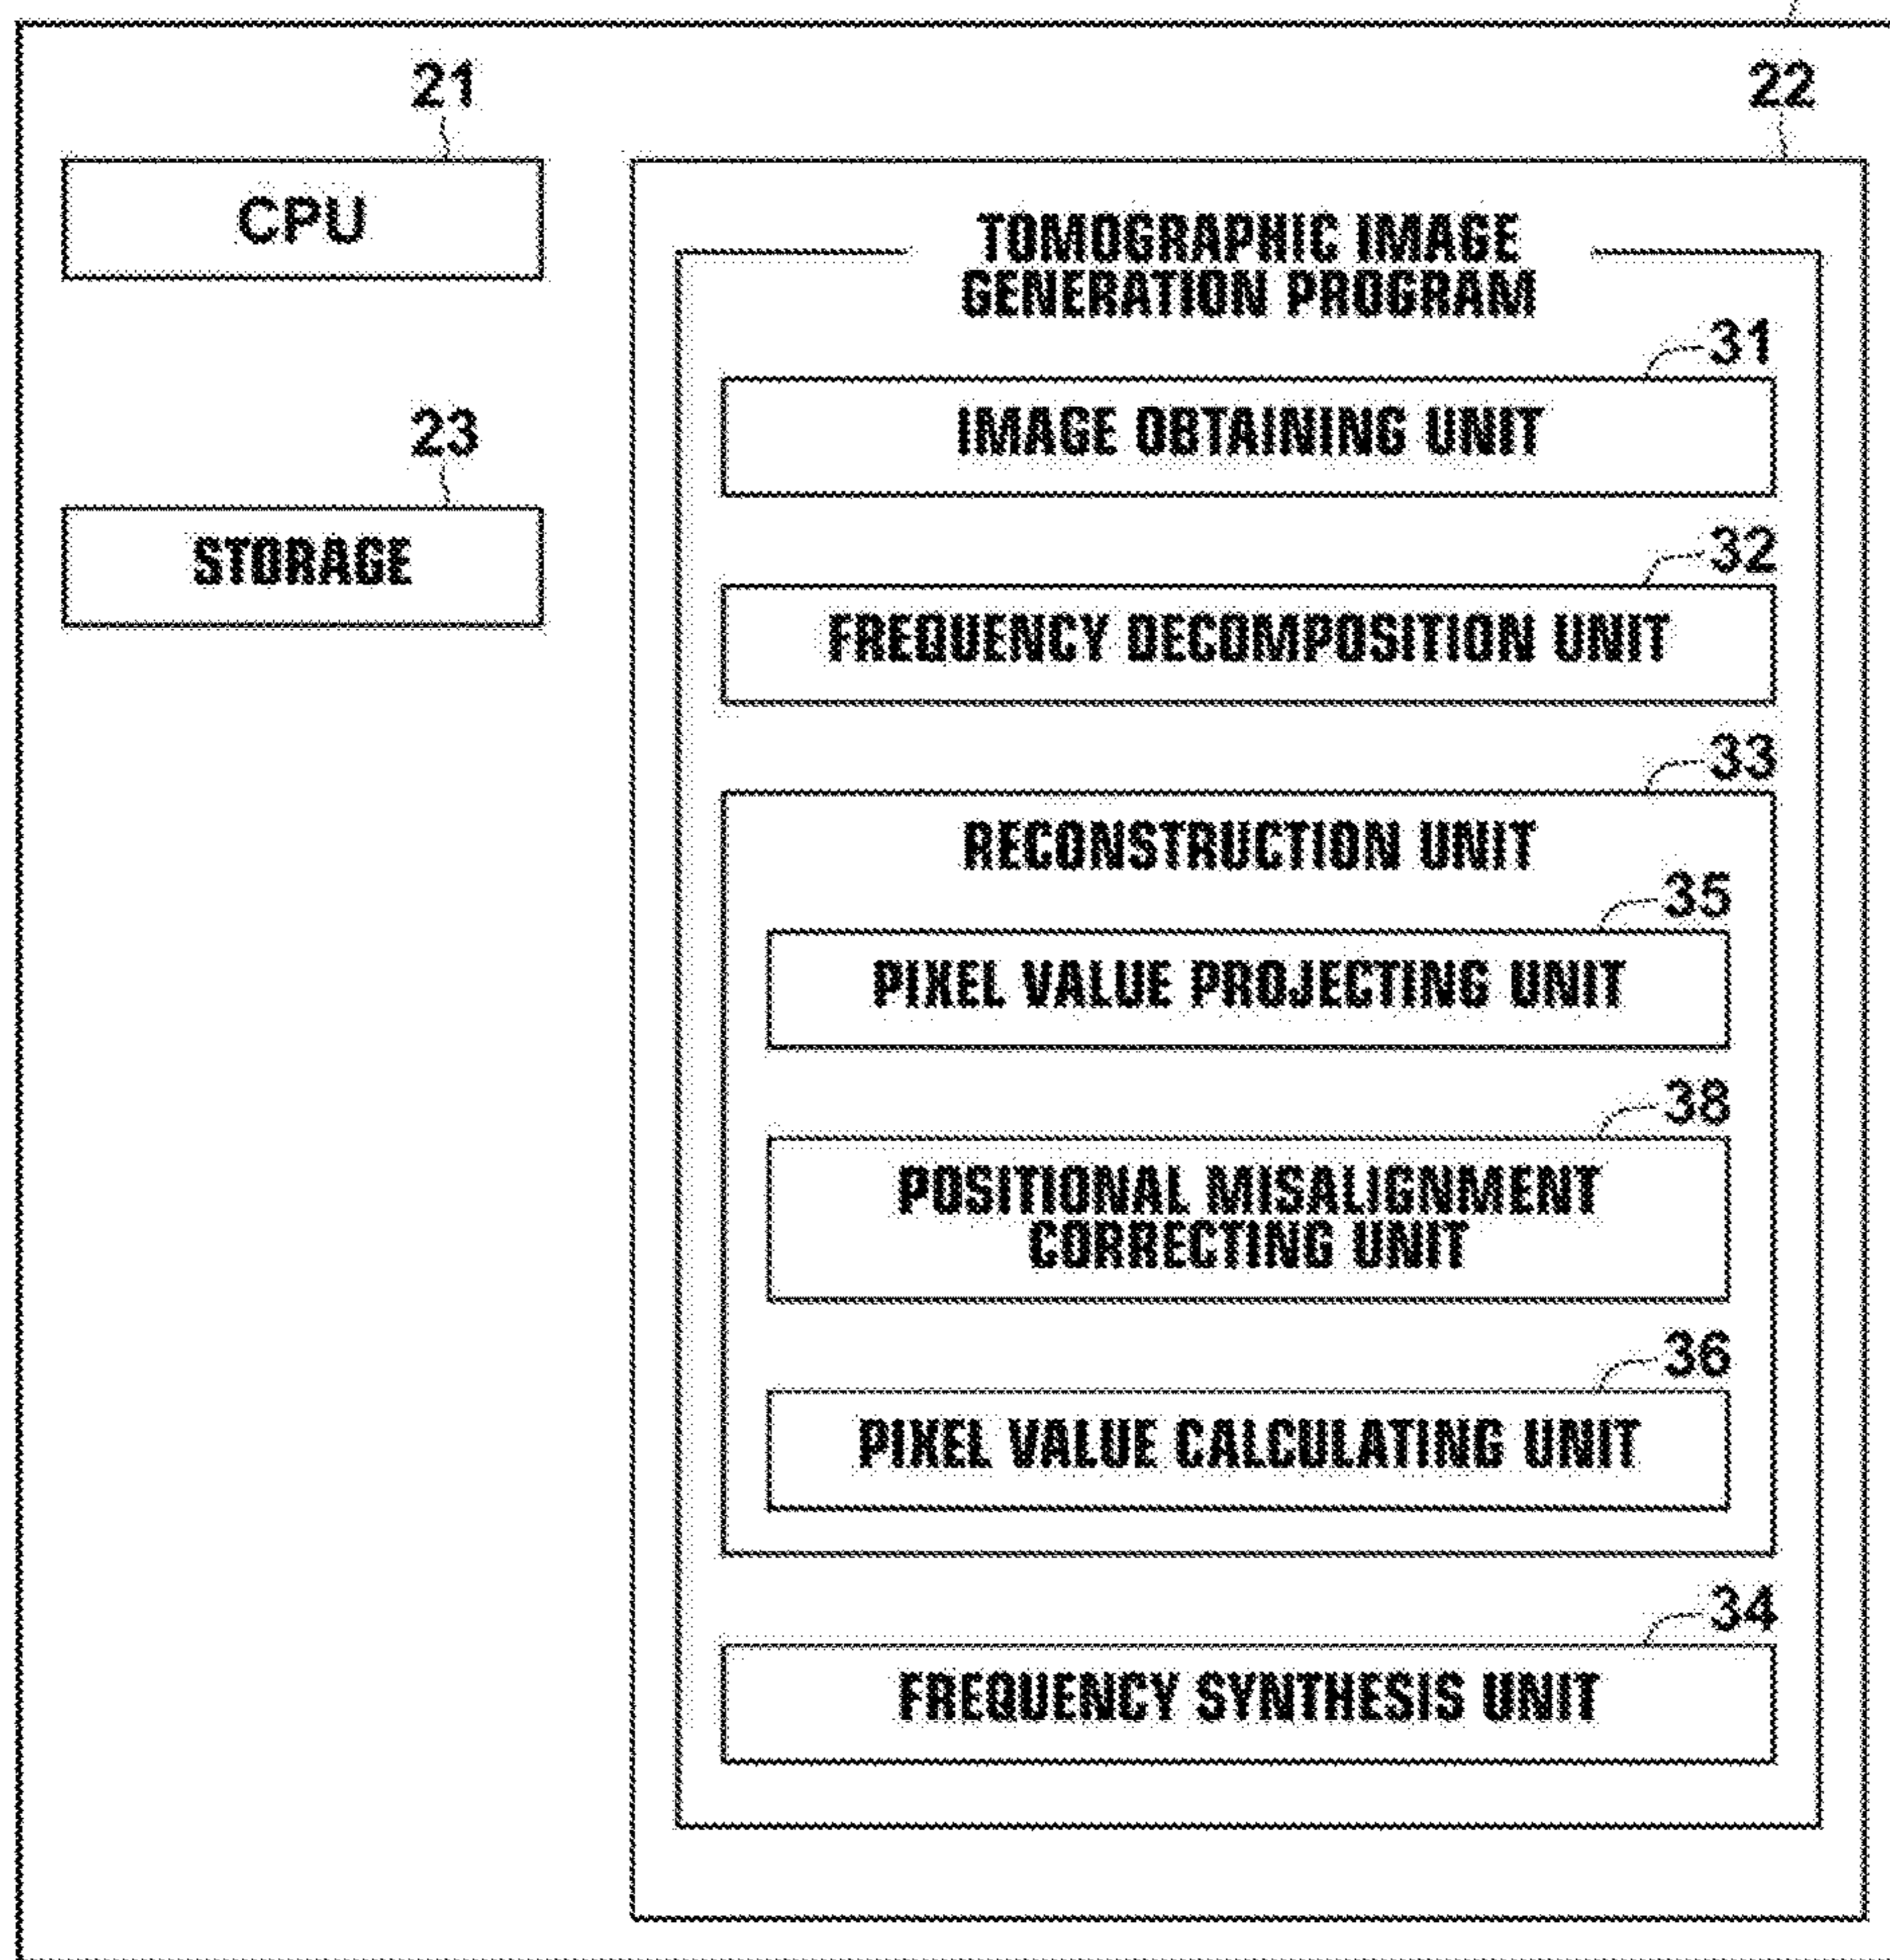 21
CPU
23
STORAGE
22
TOMOGRAPHIC IMAGE
GENERATION PROGRAM
31
IMAGE OBTAINING UNIT
32
FREQUENCY DECOMPOSITION UNIT
33
RECONSTRUCTION UNIT
35
PIXEL VALUE PROJECTING UNIT
38
POSITIONAL MISALIGNMENT
CORRECTING UNIT
36
PIXEL VALUE CALCULATING UNIT
34
FREQUENCY SYNTHESIS UNIT